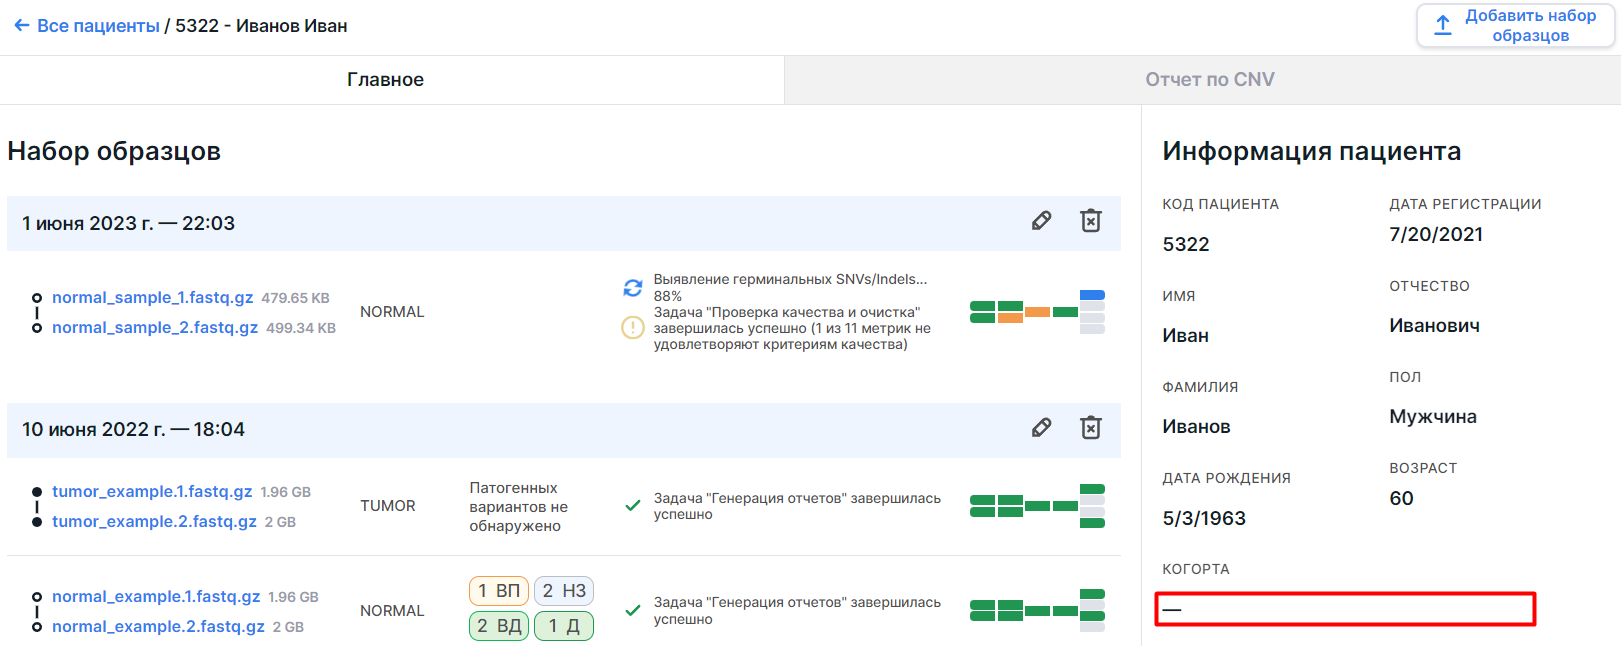 ← Все пациенты / 5322 - Иванов Иван
Добавить набор
образцов
Главное
Отчет по CNV
Набор образцов
1 июня 2023 г. — 22:03
normal_sample_1.fastq.gz 479.65 KB
normal_sample_2.fastq.gz 499.34 KB
NORMAL
Выявление герминальных SNVs/Indels...
88%
Задача "Проверка качества и очистка"
завершилась успешно (1 из 11 метрик не
удовлетворяют критериям качества)
10 июня 2022 г. — 18:04
tumor_example.1.fastq.gz 1.96 GB
tumor_example.2.fastq.gz 2 GB
TUMOR
Патогенных
вариантов не
обнаружено
Задача "Генерация отчетов" завершилась
успешно
normal_example.1.fastq.gz 1.96 GB
normal_example.2.fastq.gz 2 GB
NORMAL
1 ВП 2 НЗ
2 ВД 1 Д
Задача "Генерация отчетов" завершилась
успешно
Информация пациента
КОД ПАЦИЕНТА
5322
ДАТА РЕГИСТРАЦИИ
7/20/2021
ИМЯ
Иван
ОТЧЕСТВО
Иванович
ФАМИЛИЯ
Иванов
ПОЛ
Мужчина
ДАТА РОЖДЕНИЯ
5/3/1963
ВОЗРАСТ
60
КОГОРТА
—